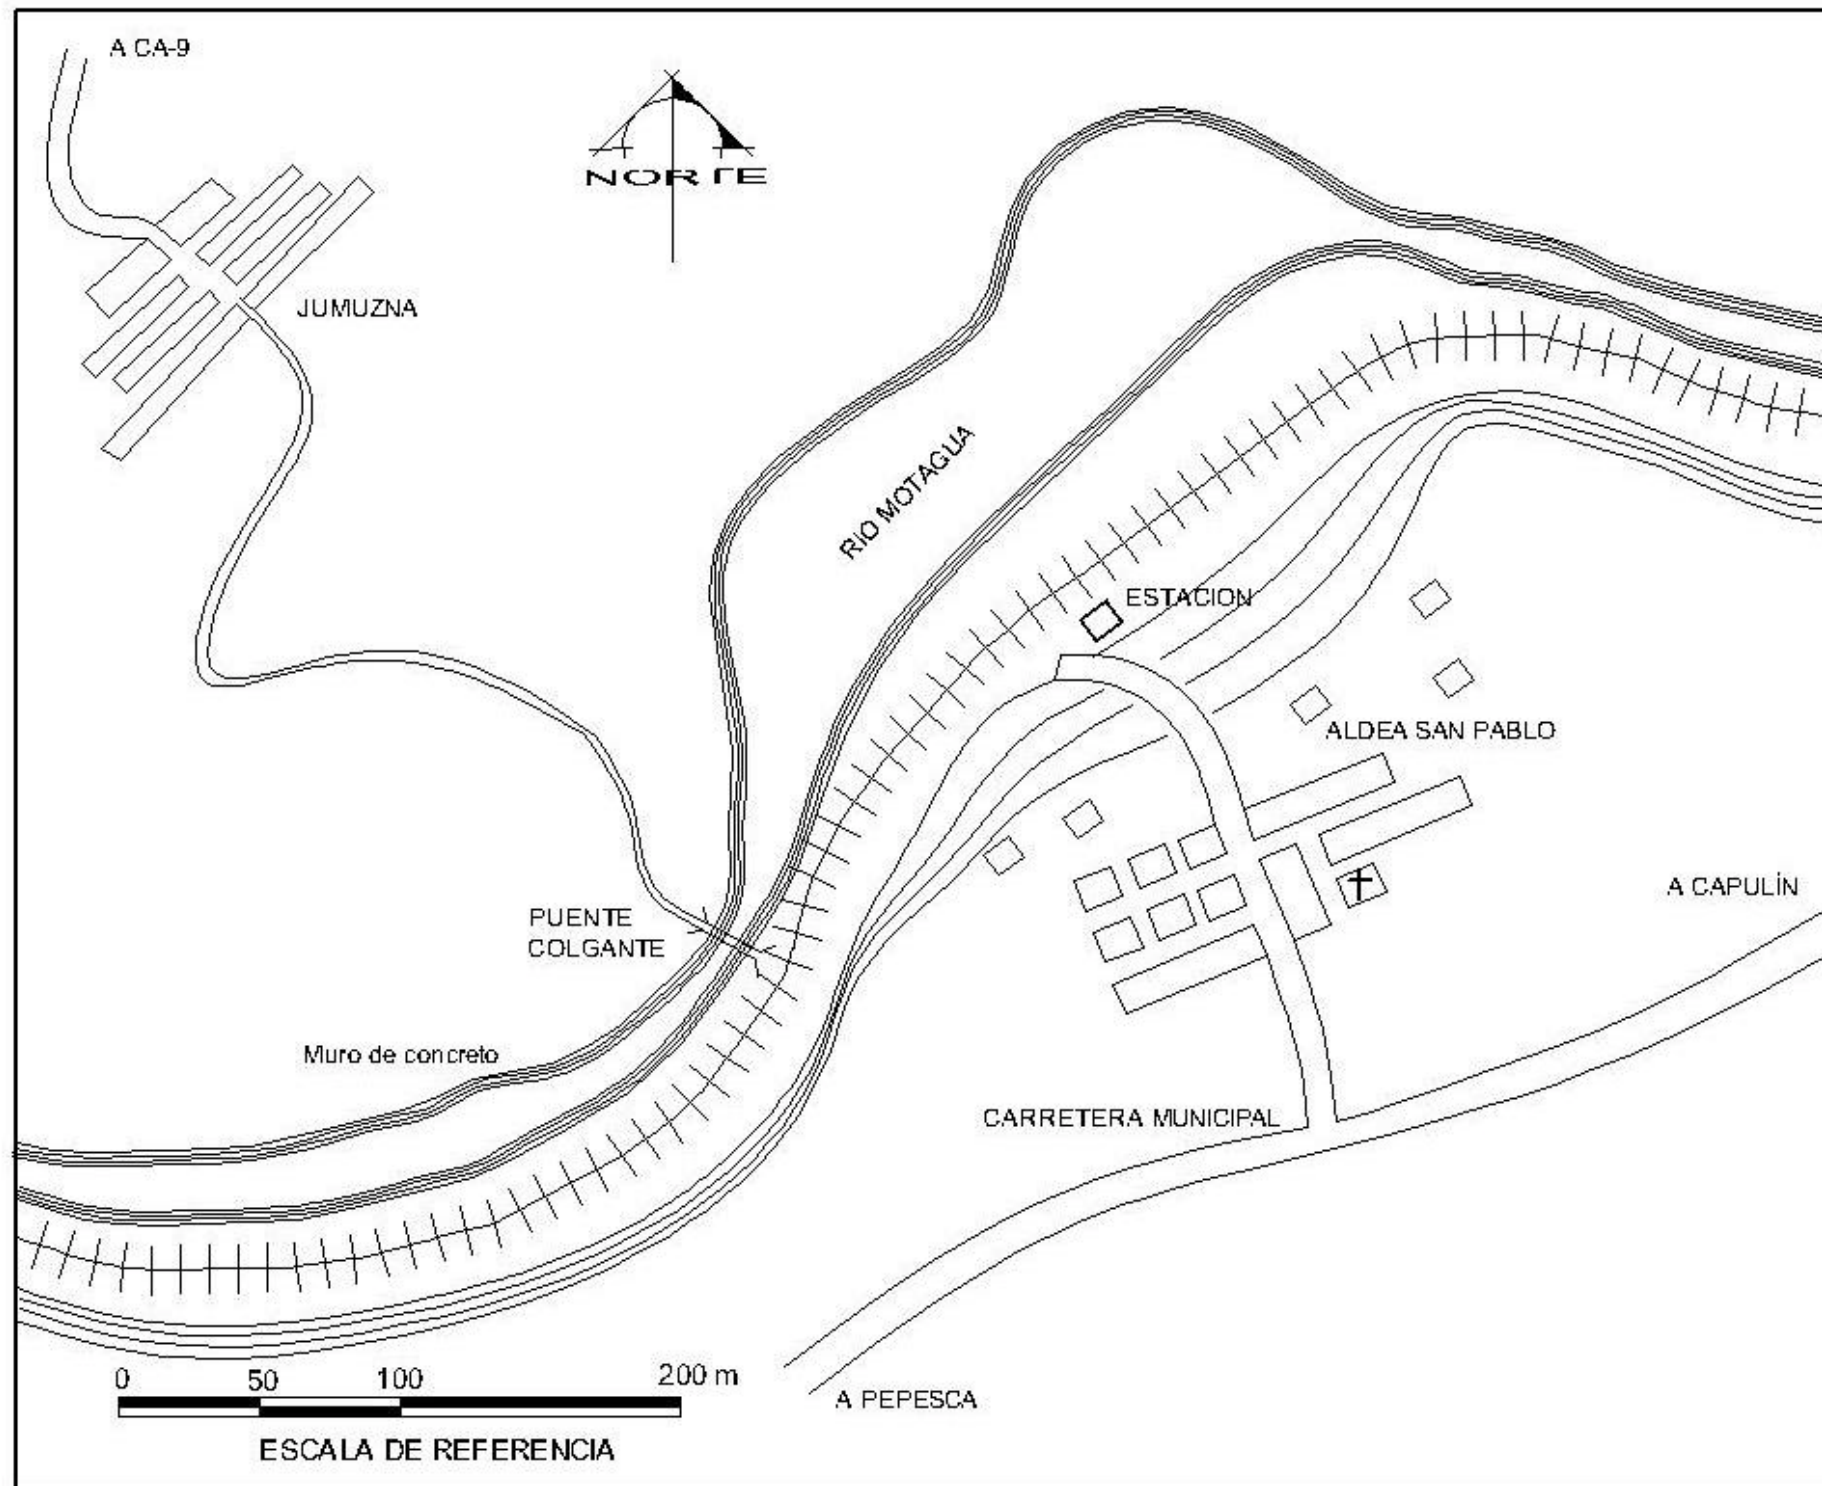 A CA-9
NORTE
JUMUZNA
RIO MOTAGUA
ESTACION
ALDEA SAN PABLO
A CAPULÍN
PUENTE
COLGANTE
Muro de concreto
CARRETERA MUNICIPAL
0 50 100 200 m
A PEPESCA
ESCALA DE REFERENCIA